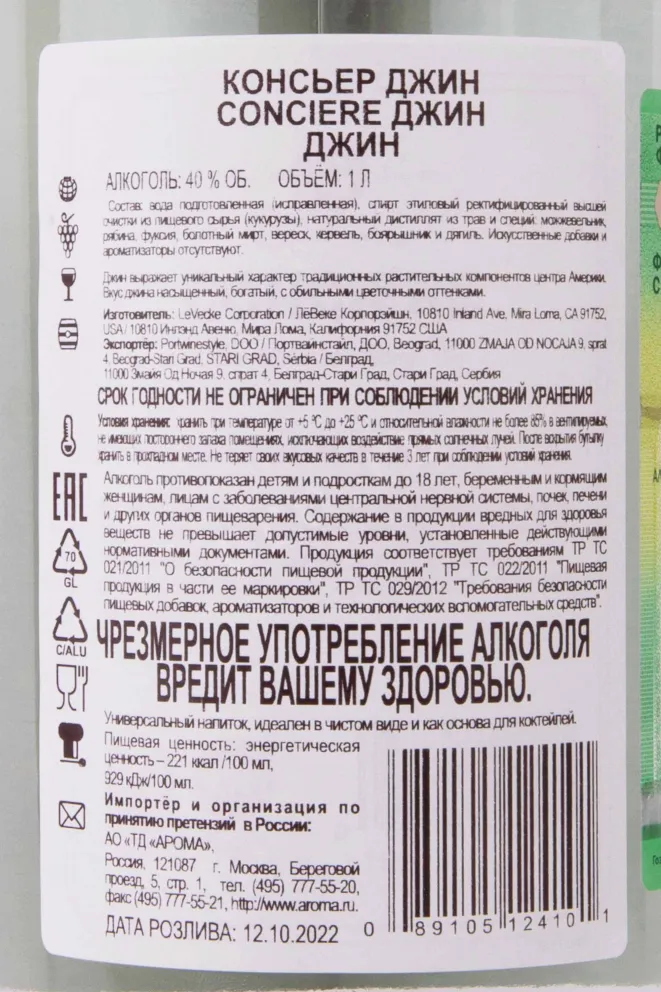 КОНСЬЕР ДЖИН
CONCIERE ДЖИН
ДЖИН
АЛКОГОЛЬ: 40 % ОБ. ОБЪЁМ: 1 Л
Состав: вода подготовленная (исправленная), спирт этиловый ректификованный высшей
очистки из пищевого сырья (кукурузы), натуральный дистиллят из трав и специй: можжевельник,
рябина, фуксия, болотный мирт, вереск, кервель, боярышник и дягиль. Искусственные добавки и
ароматизаторы отсутствуют.
Джин выражает уникальный характер традиционных растительных компонентов центра Америки.
Вкус джина насыщенный, богатый, с обильными цветочными оттенками.
Изготовитель: LeVecke Corporation / ЛёВеке Корпорэйшн, 10810 Inland Ave, Mira Loma, CA 91752,
USA / 10810 Инлэнд Авеню, Мира Лома, Калифорния 91752 США
Экспортёр: Portwinestyle, DOO / Портвайнстайл, ДОО, Beograd, 11000 ZMAJA OD NOCAJA 9, sprat
4, Beograd-Stari Grad, STARI GRAD, Serbia / Белград,
11000 Змайя Од Ночая 9. спрат 4, Белград-Стари Град, Стари Град, Сербия
СРОК ГОДНОСТИ НЕ ОГРАНИЧЕН ПРИ СОБЛЮДЕНИИ УСЛОВИЙ ХРАНЕНИЯ
Условия хранения: хранить при температуре от +5 °C до +25 °C и относительной влажности не более 85% в вентилируемых,
не имеющих постороннего запаха помещениях, исключающих воздействие прямых солнечных лучей. После вскрытия бутылку
хранить в прохладном месте. Не теряет своих вкусовых качеств в течение 3 лет при соблюдении условий хранения.
Алкоголь противопоказан детям и подросткам до 18 лет, беременным и кормящим
женщинам, лицам с заболеваниями центральной нервной системы, почек, печени
и других органов пищеварения. Содержание в продукции вредных для здоровья
веществ не превышает допустимые уровни, установленные действующими
нормативными документами. Продукция соответствует требованиям ТР ТС
021/2011 "О безопасности пищевой продукции", ТР ТС 022/2011 "Пищевая
продукция в части ее маркировки", ТР ТС 029/2012 "Требования безопасности
пищевых добавок, ароматизаторов и технологических вспомогательных средств".
EAC
70
GL
C/ALU
ЧРЕЗМЕРНОЕ УПОТРЕБЛЕНИЕ АЛКОГОЛЯ
ВРЕДИТ ВАШЕМУ ЗДОРОВЬЮ.
Универсальный напиток, идеален в чистом виде и как основа для коктейлей.
Пищевая ценность: энергетическая
ценность – 221 ккал /100 мл,
929 кДж/100 мл.
Импортёр и организация по
принятию претензий в России:
АО «ТД «АРОМА»,
Россия, 121087 г. Москва, Береговой
проезд, 5, стр. 1, тел. (495) 777-55-20,
факс (495) 777-55-21, http://www.aroma.ru.
ДАТА РОЗЛИВА: 12.10.2022
0 89105 12410 1